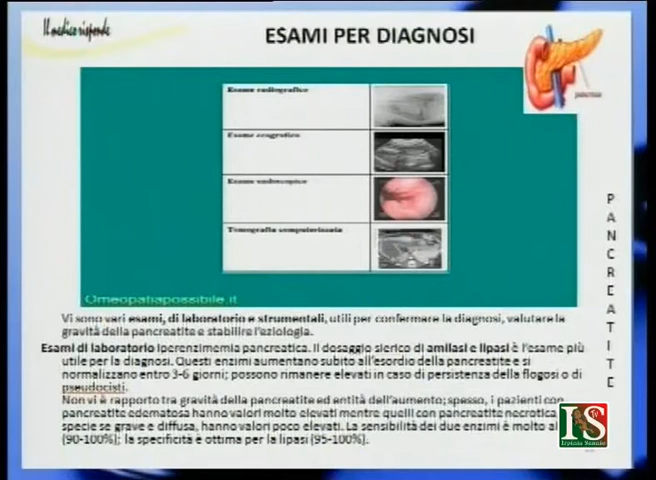 Il medico risponde
ESAMI PER DIAGNOSI
pancreas
Esame radiografico
Esame ecografico
Esame endoscopico
Tomografia computerizzata
Omeopatiapossibile.it
PANCREATITE
Vi sono vari esami, di laboratorio e strumentali, utili per confermare la diagnosi, valutare la
gravità della pancreatite e stabilire l'eziologia.
Esami di laboratorio Iperenzimemia pancreatica. Il dosaggio sierico di amilasi e lipasi è l'esame più
utile per la diagnosi. Questi enzimi aumentano subito all'esordio della pancreatite e si
normalizzano entro 3-6 giorni; possono rimanere elevati in caso di persistenza della flogosi o di
pseudocisti.
Non vi è rapporto tra gravità della pancreatite ed entità dell'aumento; spesso, i pazienti con
pancreatite edematosa hanno valori molto elevati mentre quelli con pancreatite necrotica,
specie se grave e diffusa, hanno valori poco elevati. La sensibilità dei due enzimi è molto al
(90-100%); la specificità è ottima per la lipasi (95-100%).
IS
Tv
Irpinia Sannio